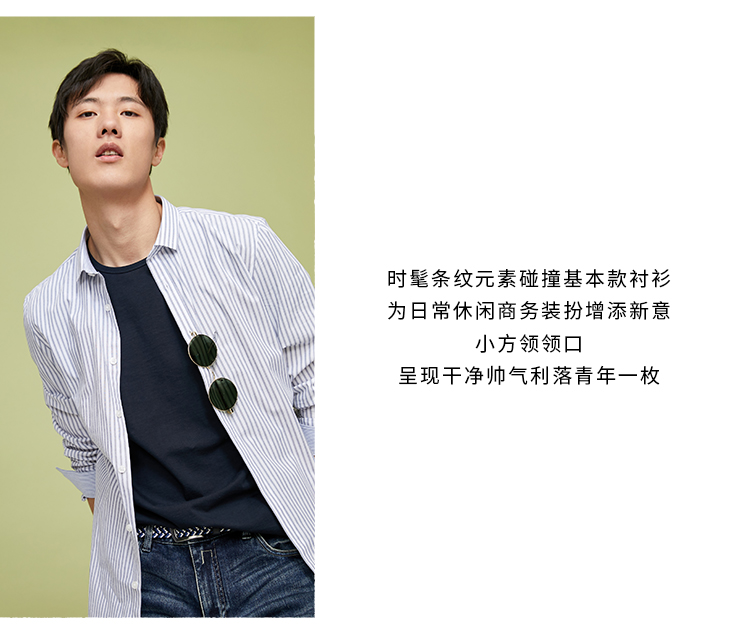 时髦条纹元素碰撞基本款衬衫
为日常休闲商务装扮增添新意
小方领领口
呈现干净帅气利落青年一枚